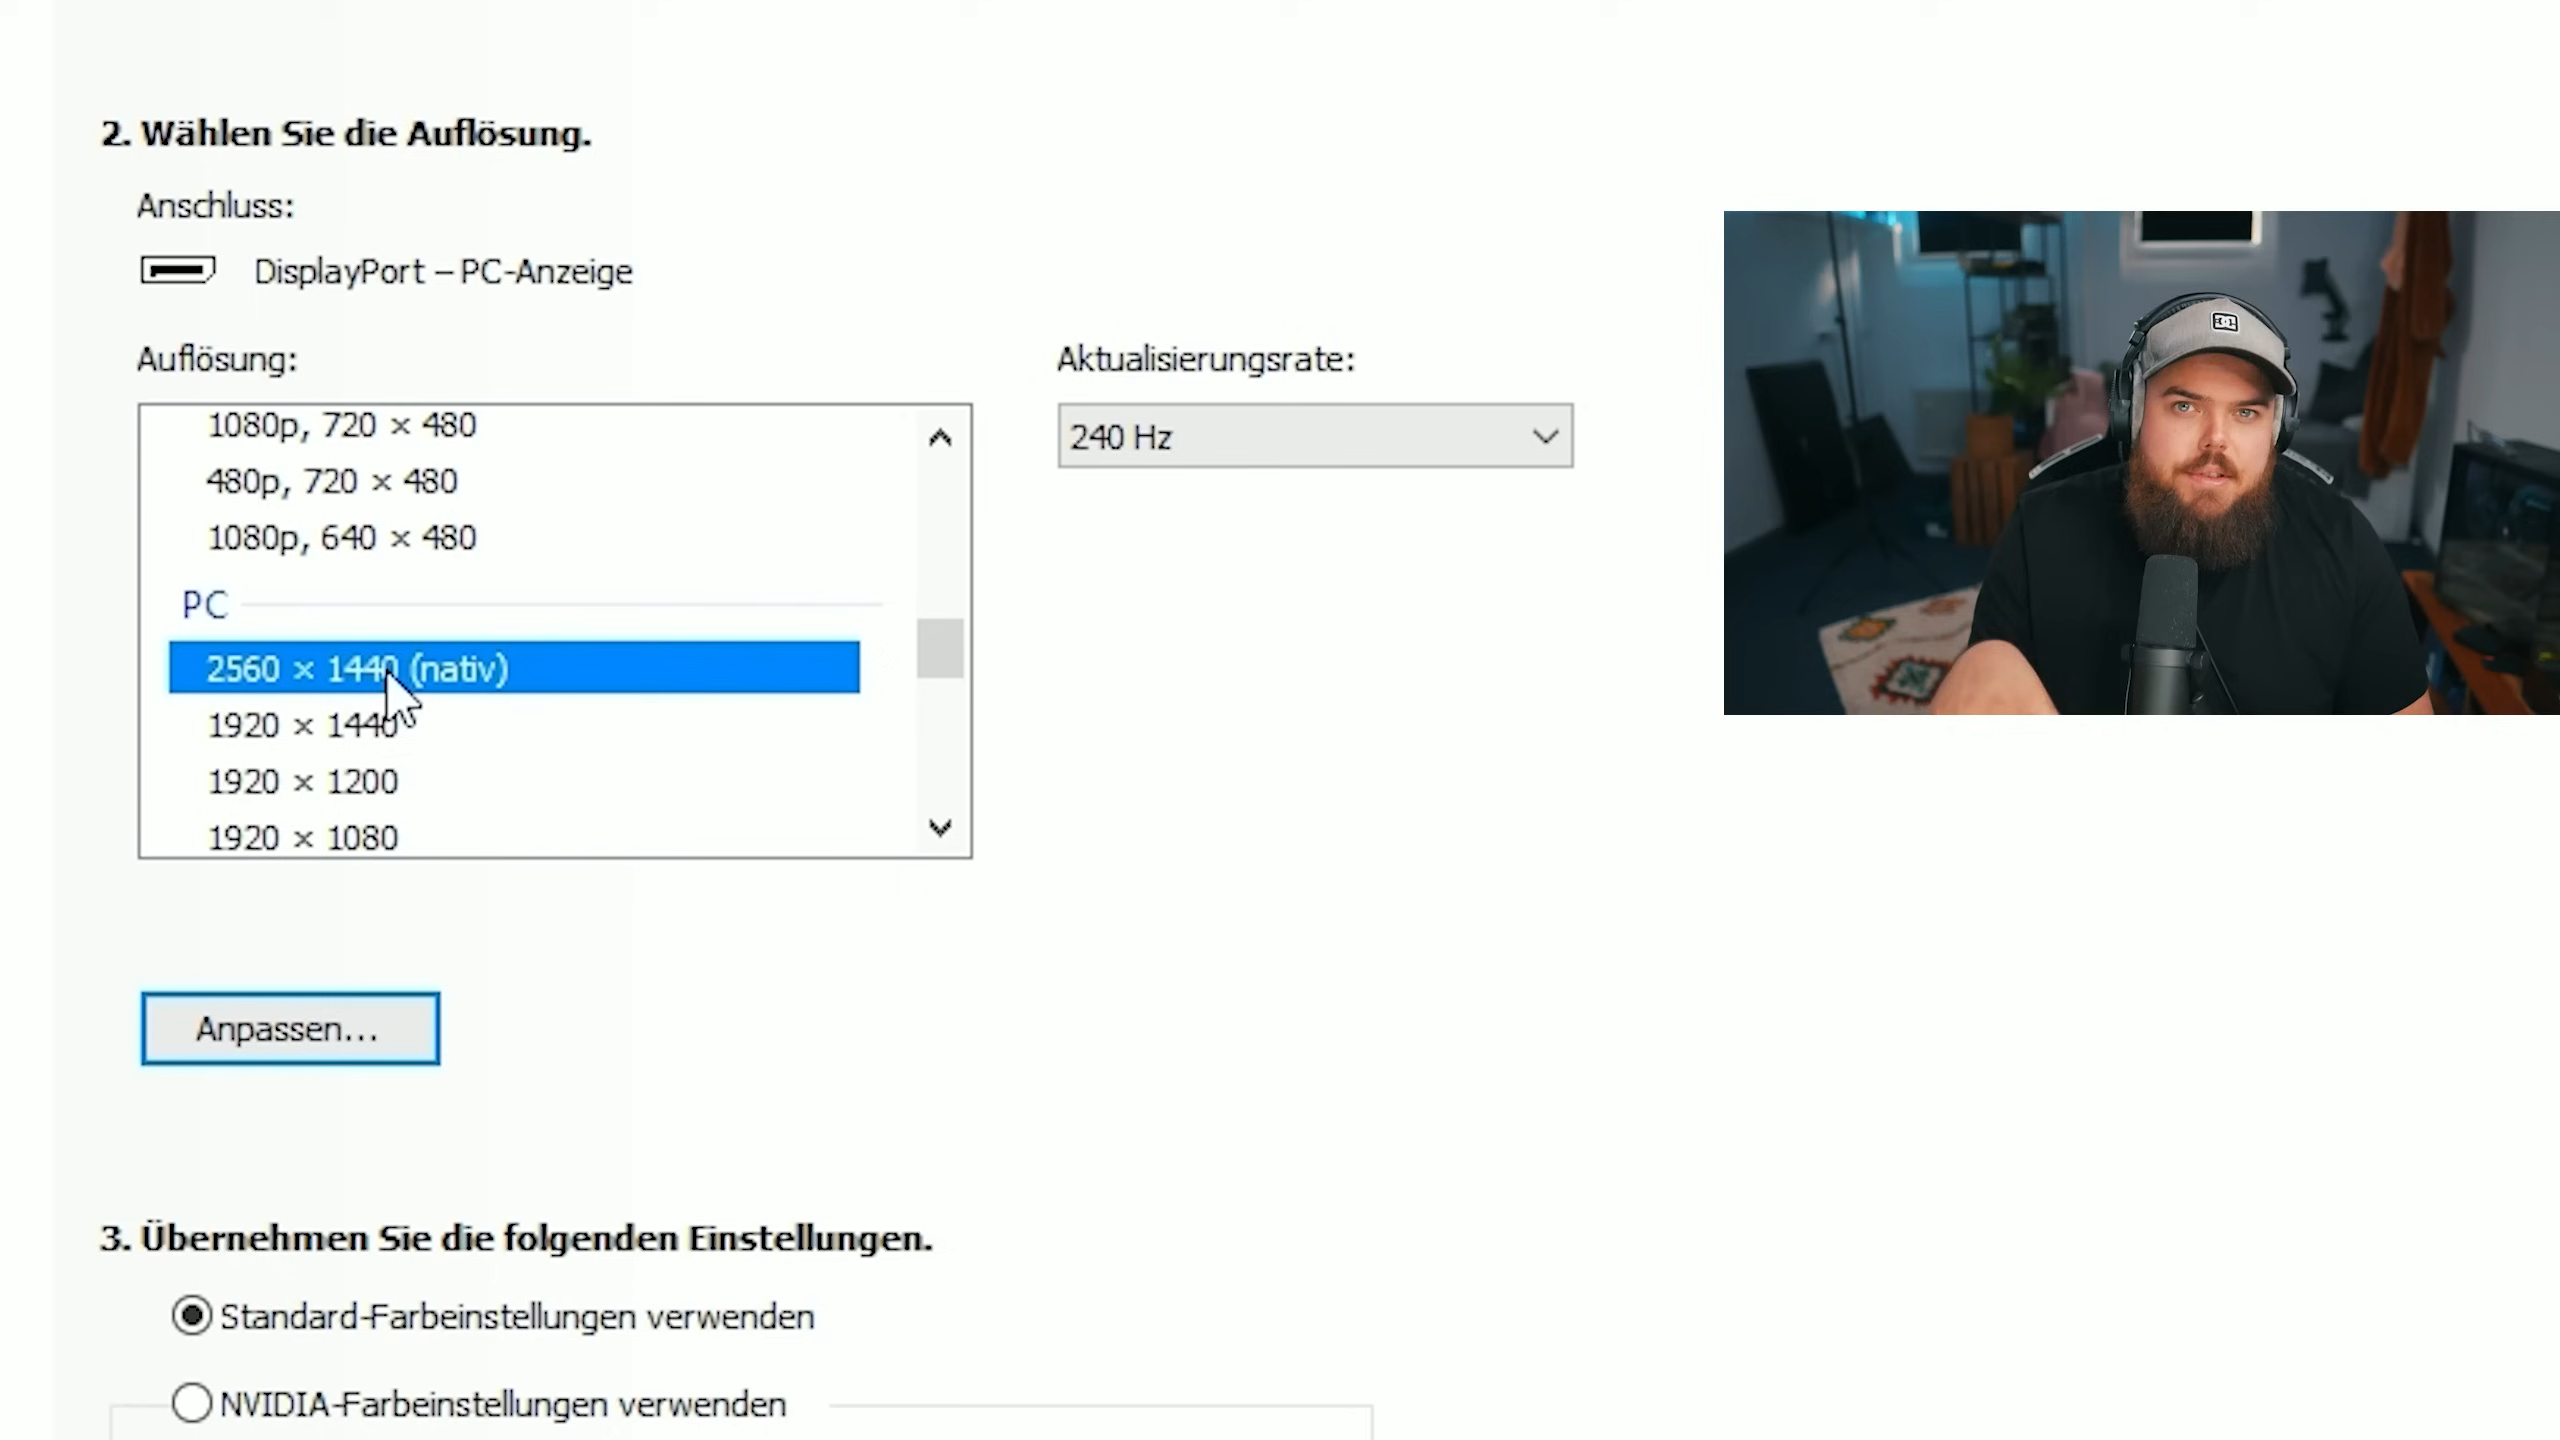 2. Wählen Sie die Auflösung.
Anschluss:
DisplayPort – PC-Anzeige
Auflösung:
Aktualisierungsrate:
1080p, 720 × 480
480p, 720 × 480
1080p, 640 × 480
PC
2560 × 1440 (nativ)
1920 × 1440
1920 × 1200
1920 × 1080
240 Hz
Anpassen...
3. Übernehmen Sie die folgenden Einstellungen.
Standard-Farbeinstellungen verwenden
NVIDIA-Farbeinstellungen verwenden